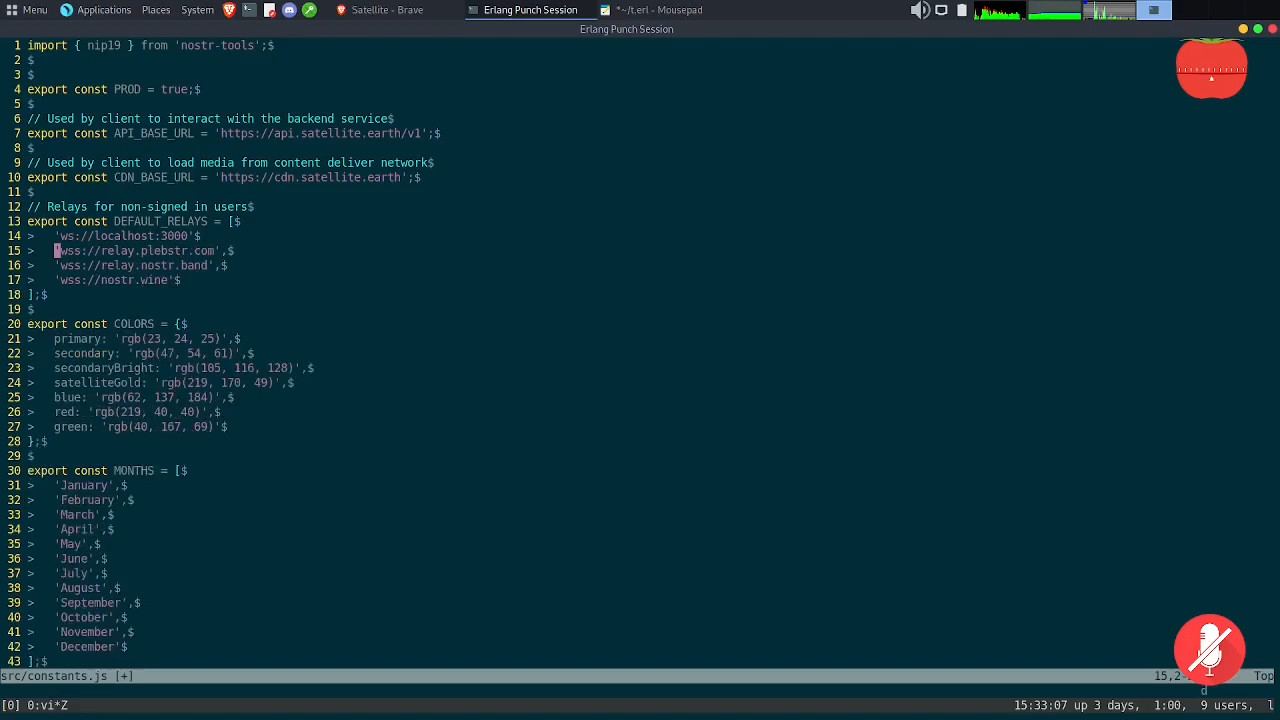 Menu Applications Places System Satellite - Brave Erlang Punch Session *~/t.erl - Mousepad
Erlang Punch Session
1 import { nip19 } from 'nostr-tools';$
2 $
3 $
4 export const PROD = true;$
5 $
6 // Used by client to interact with the backend service$
7 export const API_BASE_URL = 'https://api.satellite.earth/v1';$
8 $
9 // Used by client to load media from content deliver network$
10 export const CDN_BASE_URL = 'https://cdn.satellite.earth';$
11 $
12 // Relays for non-signed in users$
13 export const DEFAULT_RELAYS = [$
14 >   'ws://localhost:3000'$
15 >   'wss://relay.plebstr.com',$
16 >   'wss://relay.nostr.band',$
17 >   'wss://nostr.wine'$
18 ];$
19 $
20 export const COLORS = {$
21 >   primary: 'rgb(23, 24, 25)',$
22 >   secondary: 'rgb(47, 54, 61)',$
23 >   secondaryBright: 'rgb(105, 116, 128)',$
24 >   satelliteGold: 'rgb(219, 170, 49)',$
25 >   blue: 'rgb(62, 137, 184)',$
26 >   red: 'rgb(219, 40, 40)',$
27 >   green: 'rgb(40, 167, 69)'$
28 };$
29 $
30 export const MONTHS = [$
31 >   'January',$
32 >   'February',$
33 >   'March',$
34 >   'April',$
35 >   'May',$
36 >   'June',$
37 >   'July',$
38 >   'August',$
39 >   'September',$
40 >   'October',$
41 >   'November',$
42 >   'December'$
43 ];$
src/constants.js [+] 15,2- Top
d
[0] 0:vi*Z 15:33:07 up 3 days, 1:00, 9 users, l